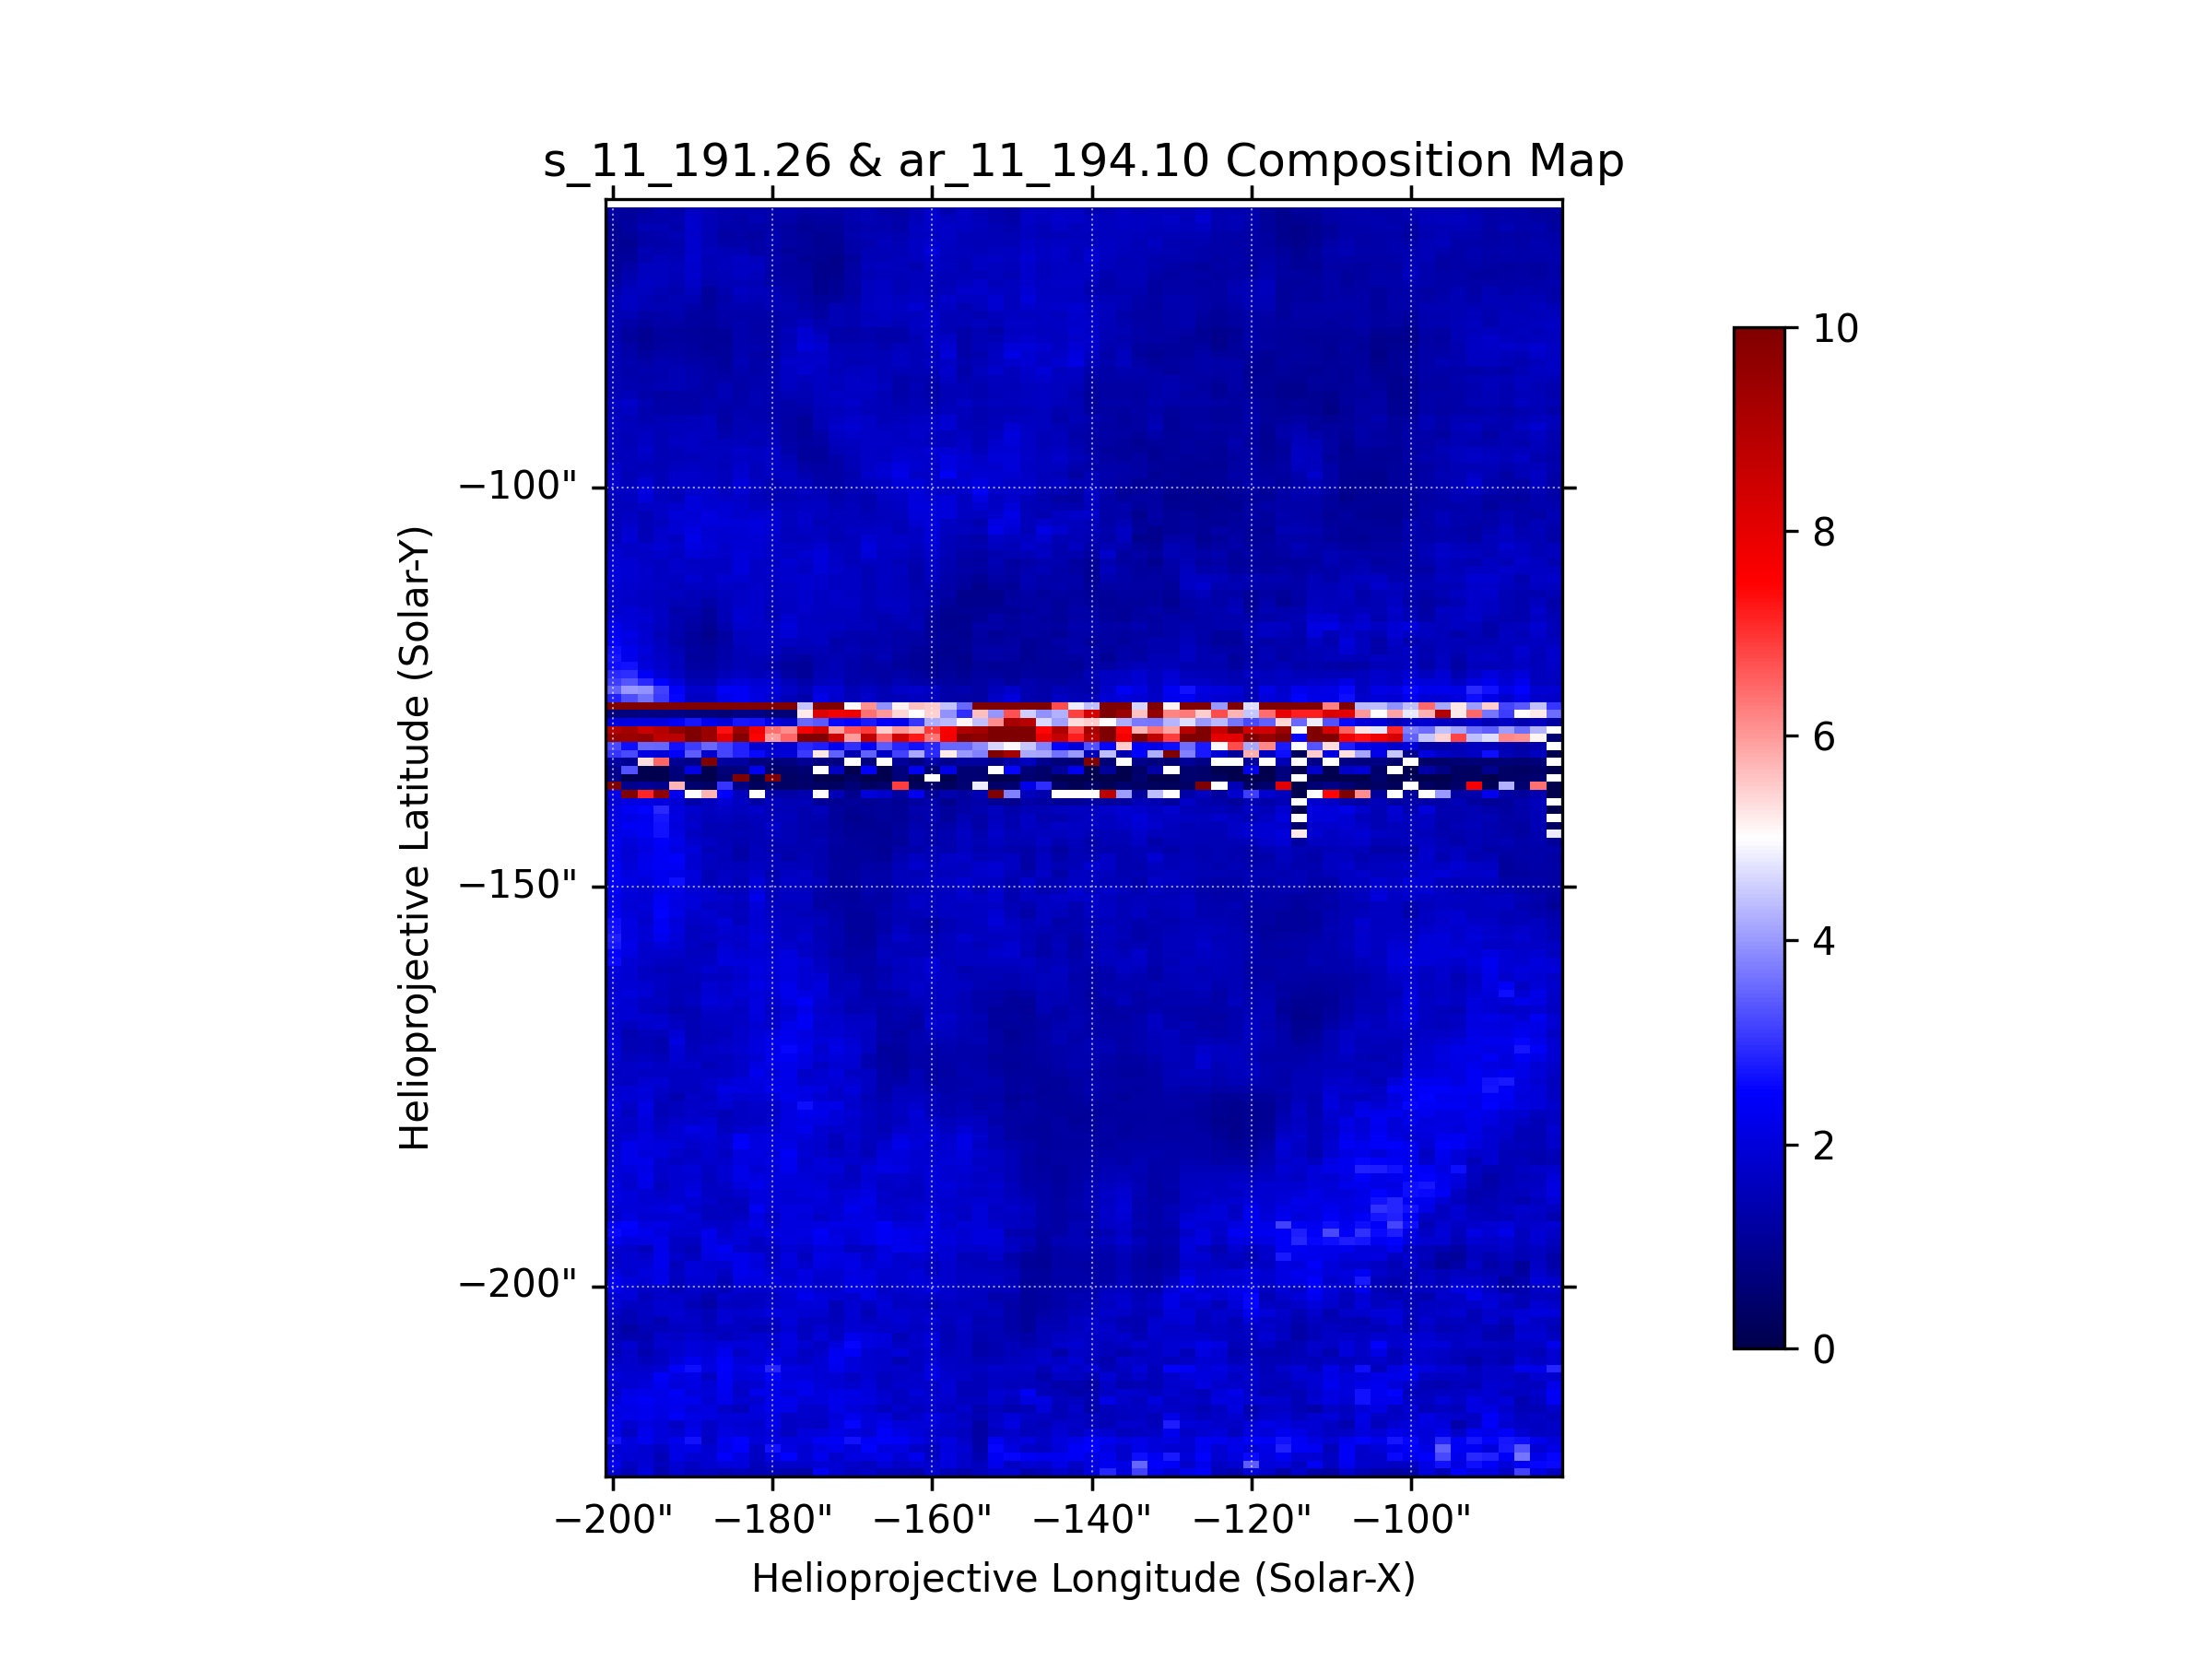 s_11_191.26 & ar_11_194.10 Composition Map
Helioprojective Latitude (Solar-Y)
−100"
−150"
−200"
−200" −180" −160" −140" −120" −100"
Helioprojective Longitude (Solar-X)
10
8
6
4
2
0